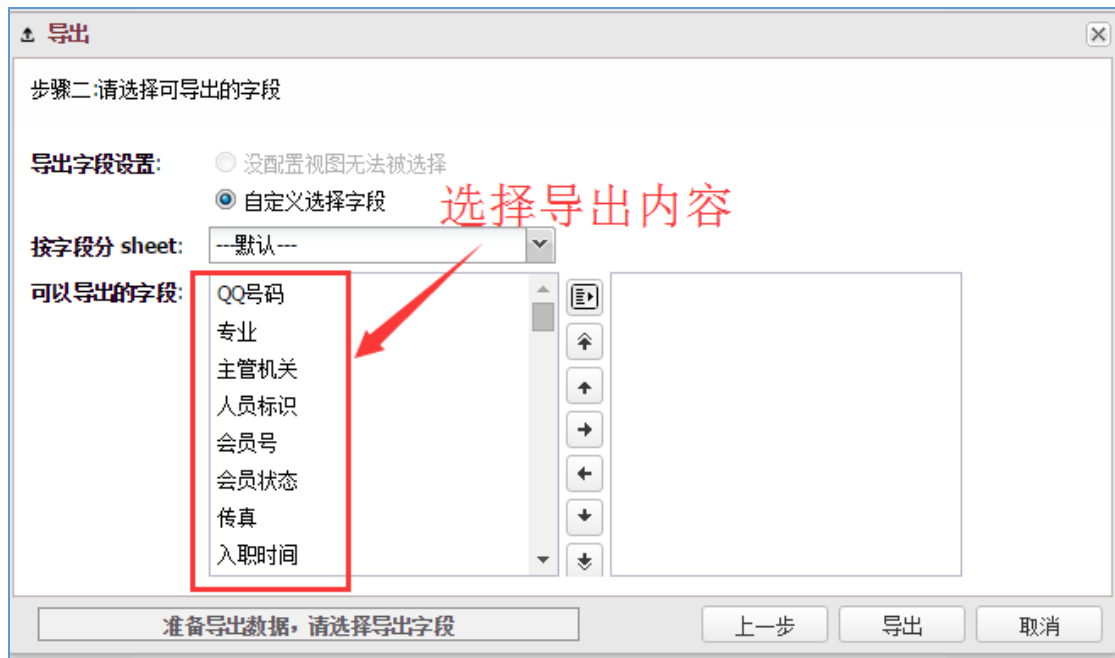 导出
步骤二:请选择可导出的字段
导出字段设置:
没配置视图无法被选择
自定义选择字段
选择导出内容
按字段分 sheet:
---默认---
可以导出的字段:
QQ号码
专业
主管机关
人员标识
会员号
会员状态
传真
入职时间
准备导出数据，请选择导出字段
上一步
导出
取消